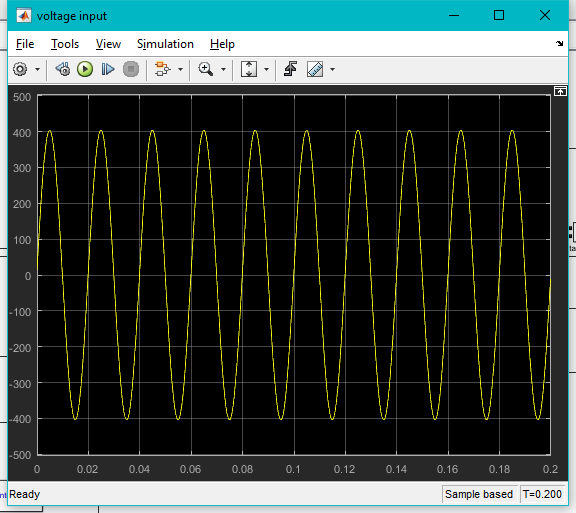 voltage input
File Tools View Simulation Help
500
400
300
200
100
0
-100
-200
-300
-400
-500
0 0.02 0.04 0.06 0.08 0.1 0.12 0.14 0.16 0.18 0.2
Ready Sample based T=0.200